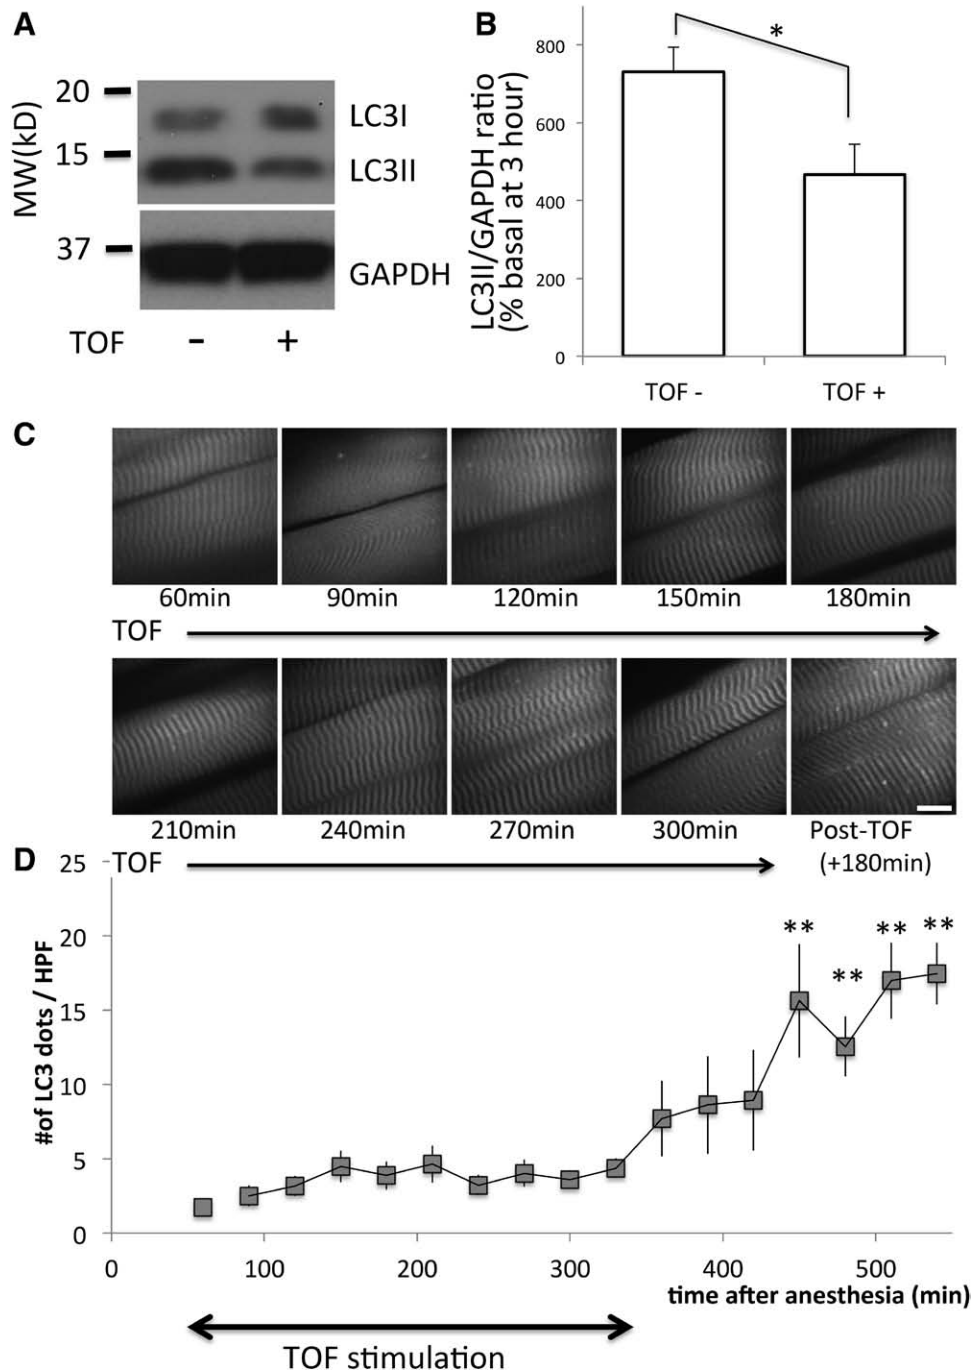 A
MW(kD)
20
15
37
LC3I
LC3II
GAPDH
TOF - +
B
LC3II/GAPDH ratio
(% basal at 3 hour)
800
600
400
200
0
*
TOF - TOF +
C
60min 90min 120min 150min 180min
TOF
210min 240min 270min 300min Post-TOF
(+180min)
TOF
D
#of LC3 dots / HPF
25
20
15
10
5
0
** ** ** **
0 100 200 300 400 500
time after anesthesia (min)
TOF stimulation